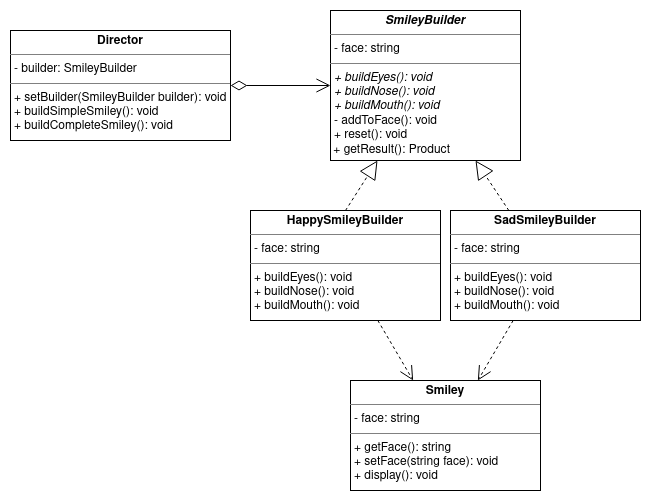 Director
- builder: SmileyBuilder
+ setBuilder(SmileyBuilder builder): void
+ buildSimpleSmiley(): void
+ buildCompleteSmiley(): void
SmileyBuilder
- face: string
+ buildEyes(): void
+ buildNose(): void
+ buildMouth(): void
- addToFace(): void
+ reset(): void
+ getResult(): Product
HappySmileyBuilder
- face: string
+ buildEyes(): void
+ buildNose(): void
+ buildMouth(): void
SadSmileyBuilder
- face: string
+ buildEyes(): void
+ buildNose(): void
+ buildMouth(): void
Smiley
- face: string
+ getFace(): string
+ setFace(string face): void
+ display(): void